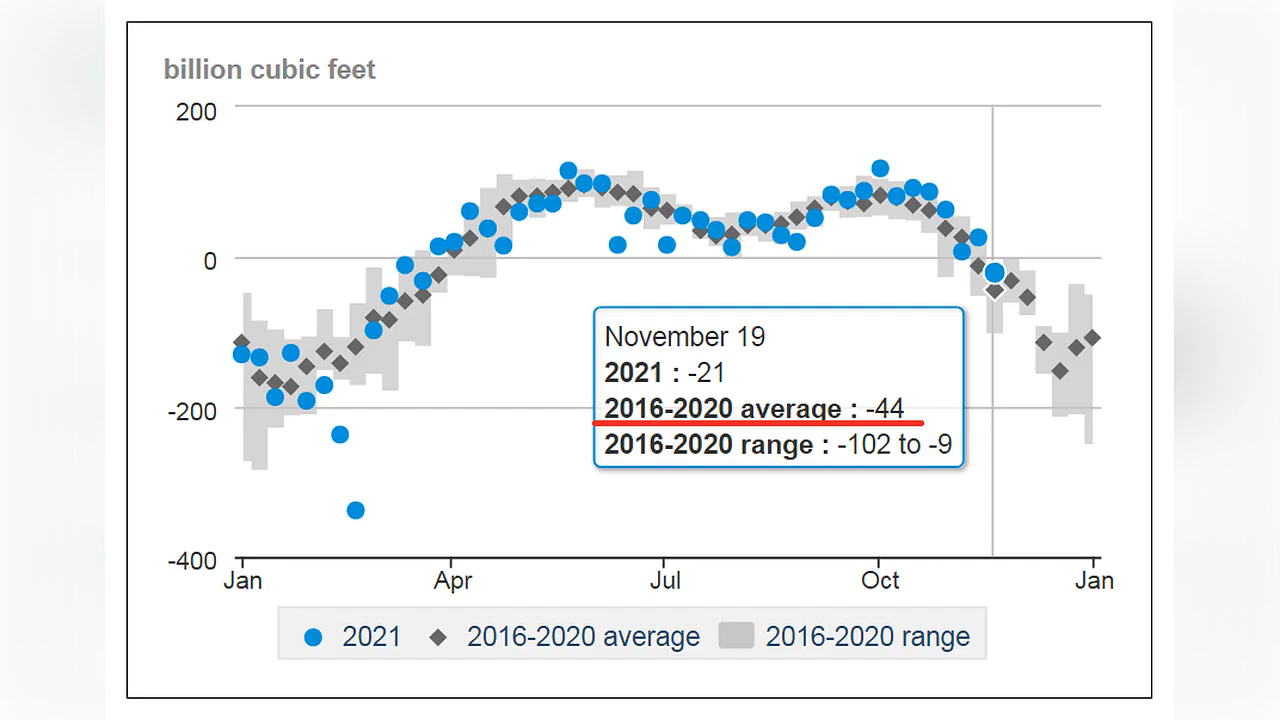 billion cubic feet
200
0
-200
-400
Jan Apr Jul Oct Jan
November 19
2021 : -21
2016-2020 average : -44
2016-2020 range : -102 to -9
2021 2016-2020 average 2016-2020 range